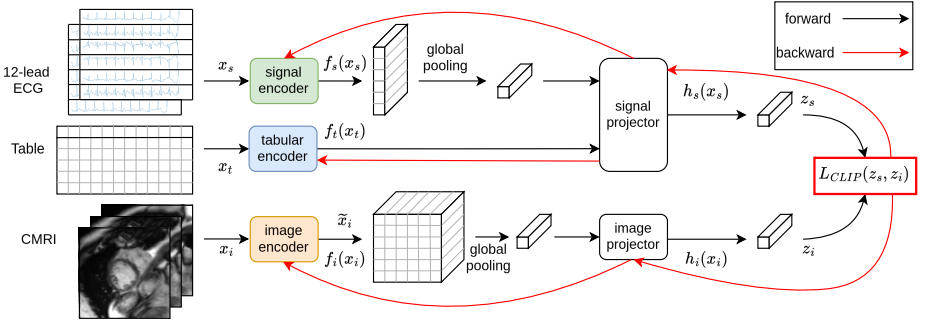 forward
backward
12-lead
ECG
x_s
signal
encoder
f_s(x_s)
global
pooling
signal
projector
h_s(x_s)
z_s
Table
x_t
tabular
encoder
f_t(x_t)
L_{CLIP}(z_s, z_i)
CMRI
x_i
image
encoder
x̃_i
f_i(x_i)
global
pooling
image
projector
h_i(x_i)
z_i